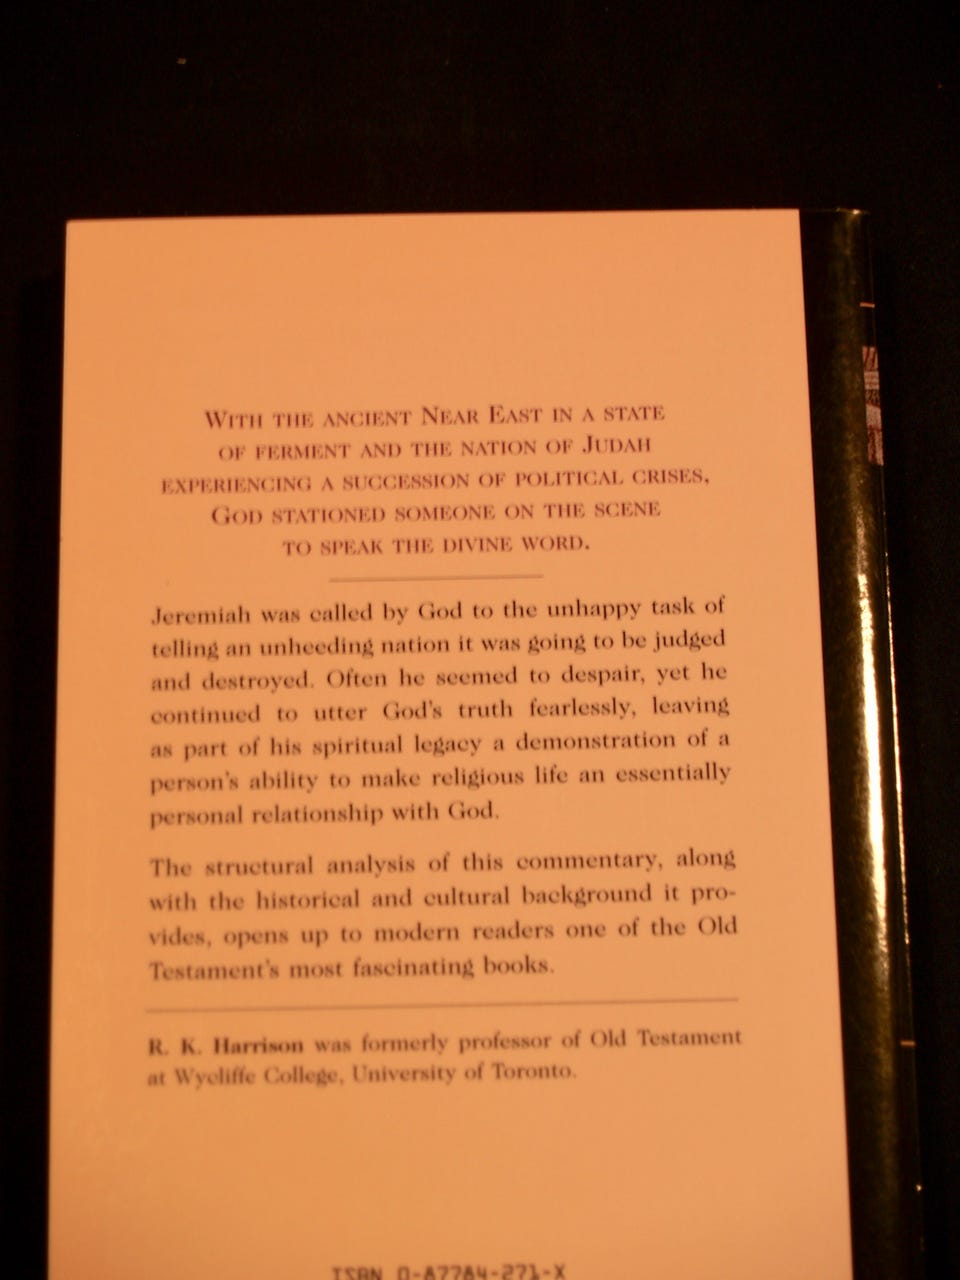 WITH THE ANCIENT NEAR EAST IN A STATE
OF FERMENT AND THE NATION OF JUDAH
EXPERIENCING A SUCCESSION OF POLITICAL CRISES,
GOD STATIONED SOMEONE ON THE SCENE
TO SPEAK THE DIVINE WORD.
Jeremiah was called by God to the unhappy task of
telling an unheeding nation it was going to be judged
and destroyed. Often he seemed to despair, yet he
continued to utter God's truth fearlessly, leaving
as part of his spiritual legacy a demonstration of a
person's ability to make religious life an essentially
personal relationship with God.
The structural analysis of this commentary, along
with the historical and cultural background it pro-
vides, opens up to modern readers one of the Old
Testament's most fascinating books.
R. K. Harrison was formerly professor of Old Testament
at Wycliffe College, University of Toronto.
ISBN 0-87784-271-X